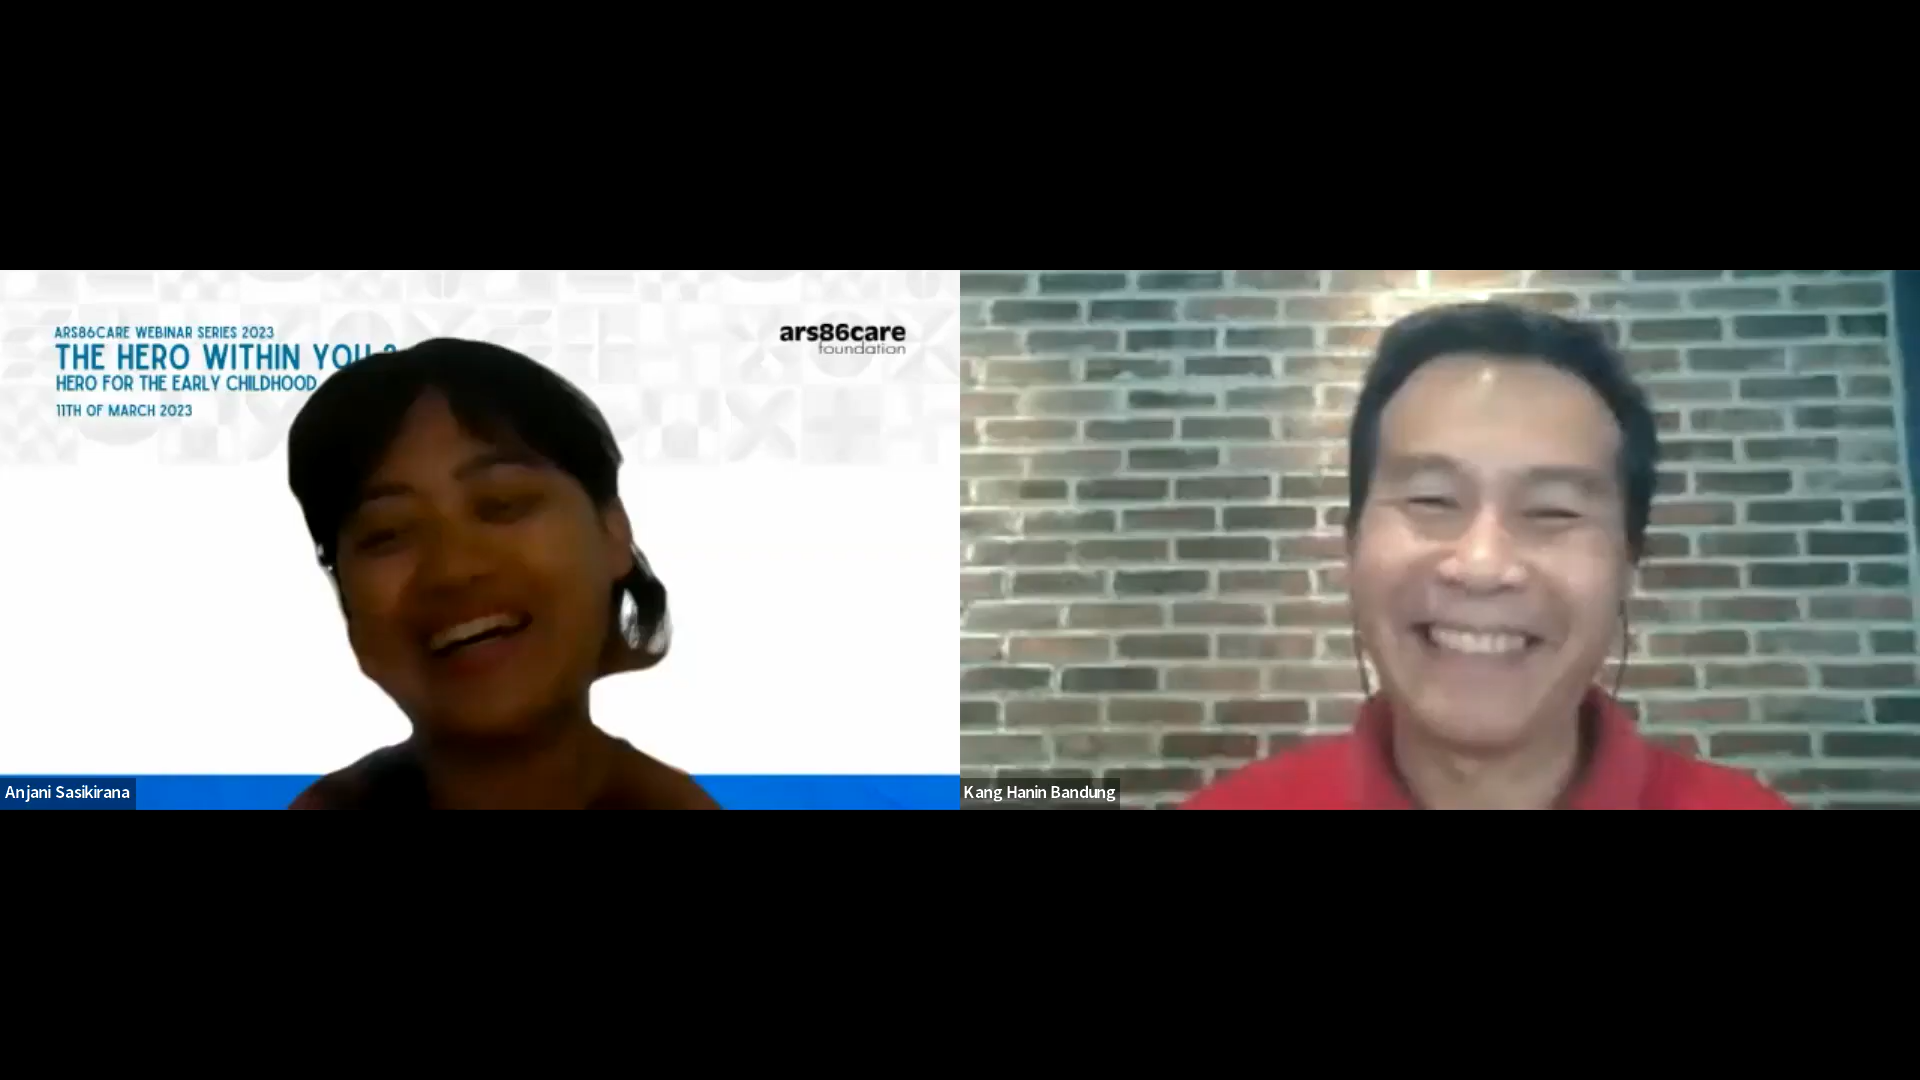 ARS86CARE WEBINAR SERIES 2023
THE HERO WITHIN YOU
HERO FOR THE EARLY CHILDHOOD
11TH OF MARCH 2023
ars86care
foundation
Anjani Sasikirana
Kang Hanin Bandung